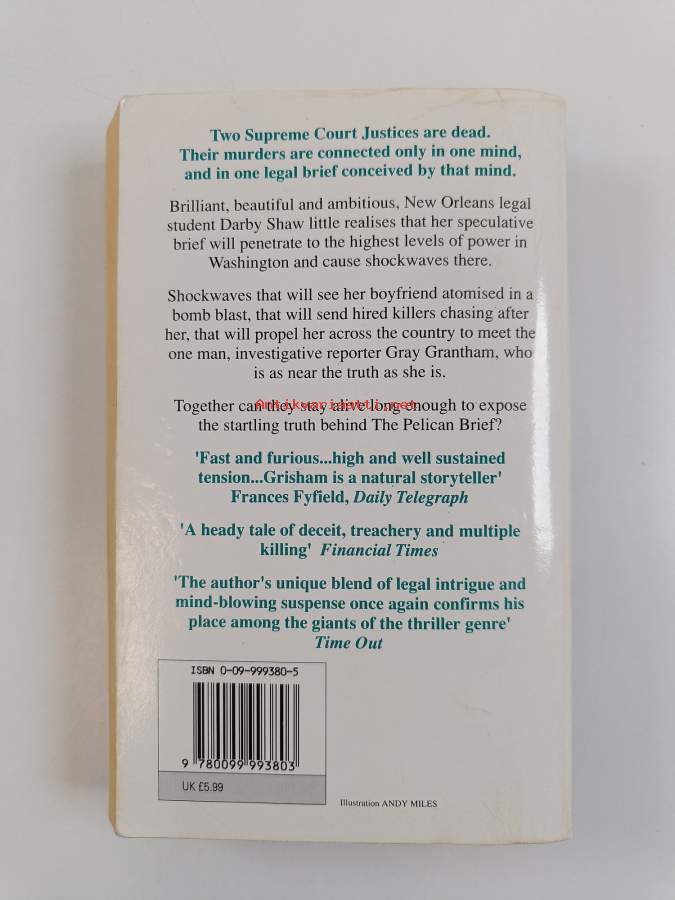 Two Supreme Court Justices are dead.
Their murders are connected only in one mind,
and in one legal brief conceived by that mind.
Brilliant, beautiful and ambitious, New Orleans legal
student Darby Shaw little realises that her speculative
brief will penetrate to the highest levels of power in
Washington and cause shockwaves there.
Shockwaves that will see her boyfriend atomised in a
bomb blast, that will send hired killers chasing after
her, that will propel her across the country to meet the
one man, investigative reporter Gray Grantham, who
is as near the truth as she is.
Together can they stay alive long enough to expose
Antikvariaatti.net
the startling truth behind The Pelican Brief?
'Fast and furious...high and well sustained
tension...Grisham is a natural storyteller'
Frances Fyfield, Daily Telegraph
'A heady tale of deceit, treachery and multiple
killing' Financial Times
'The author's unique blend of legal intrigue and
mind-blowing suspense once again confirms his
place among the giants of the thriller genre'
Time Out
ISBN 0-09-999380-5
9 780099 993803
UK £5.99
Illustration ANDY MILES